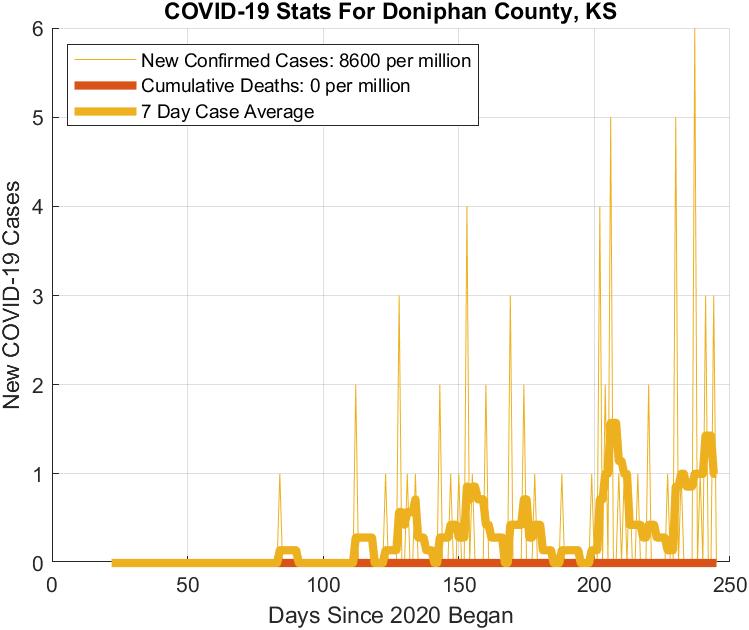 COVID-19 Stats For Doniphan County, KS
New Confirmed Cases: 8600 per million
Cumulative Deaths: 0 per million
7 Day Case Average
New COVID-19 Cases
6
5
4
3
2
1
0
0 50 100 150 200 250
Days Since 2020 Began